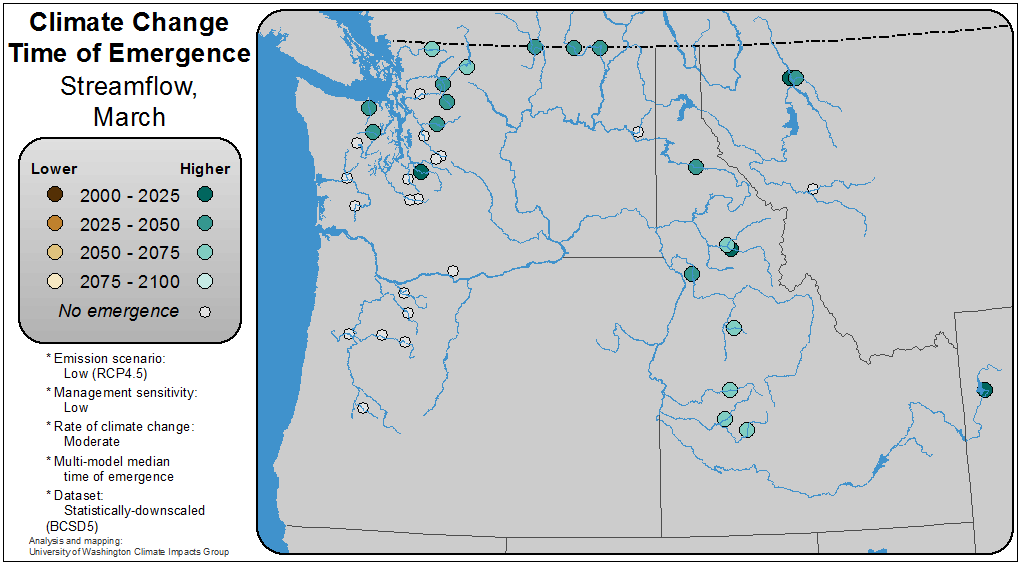 Climate Change
Time of Emergence
Streamflow,
March
Lower Higher
2000 - 2025
2025 - 2050
2050 - 2075
2075 - 2100
No emergence
* Emission scenario:
Low (RCP4.5)
* Management sensitivity:
Low
* Rate of climate change:
Moderate
* Multi-model median
time of emergence
* Dataset:
Statistically-downscaled
(BCSD5)
Analysis and mapping:
University of Washington Climate Impacts Group